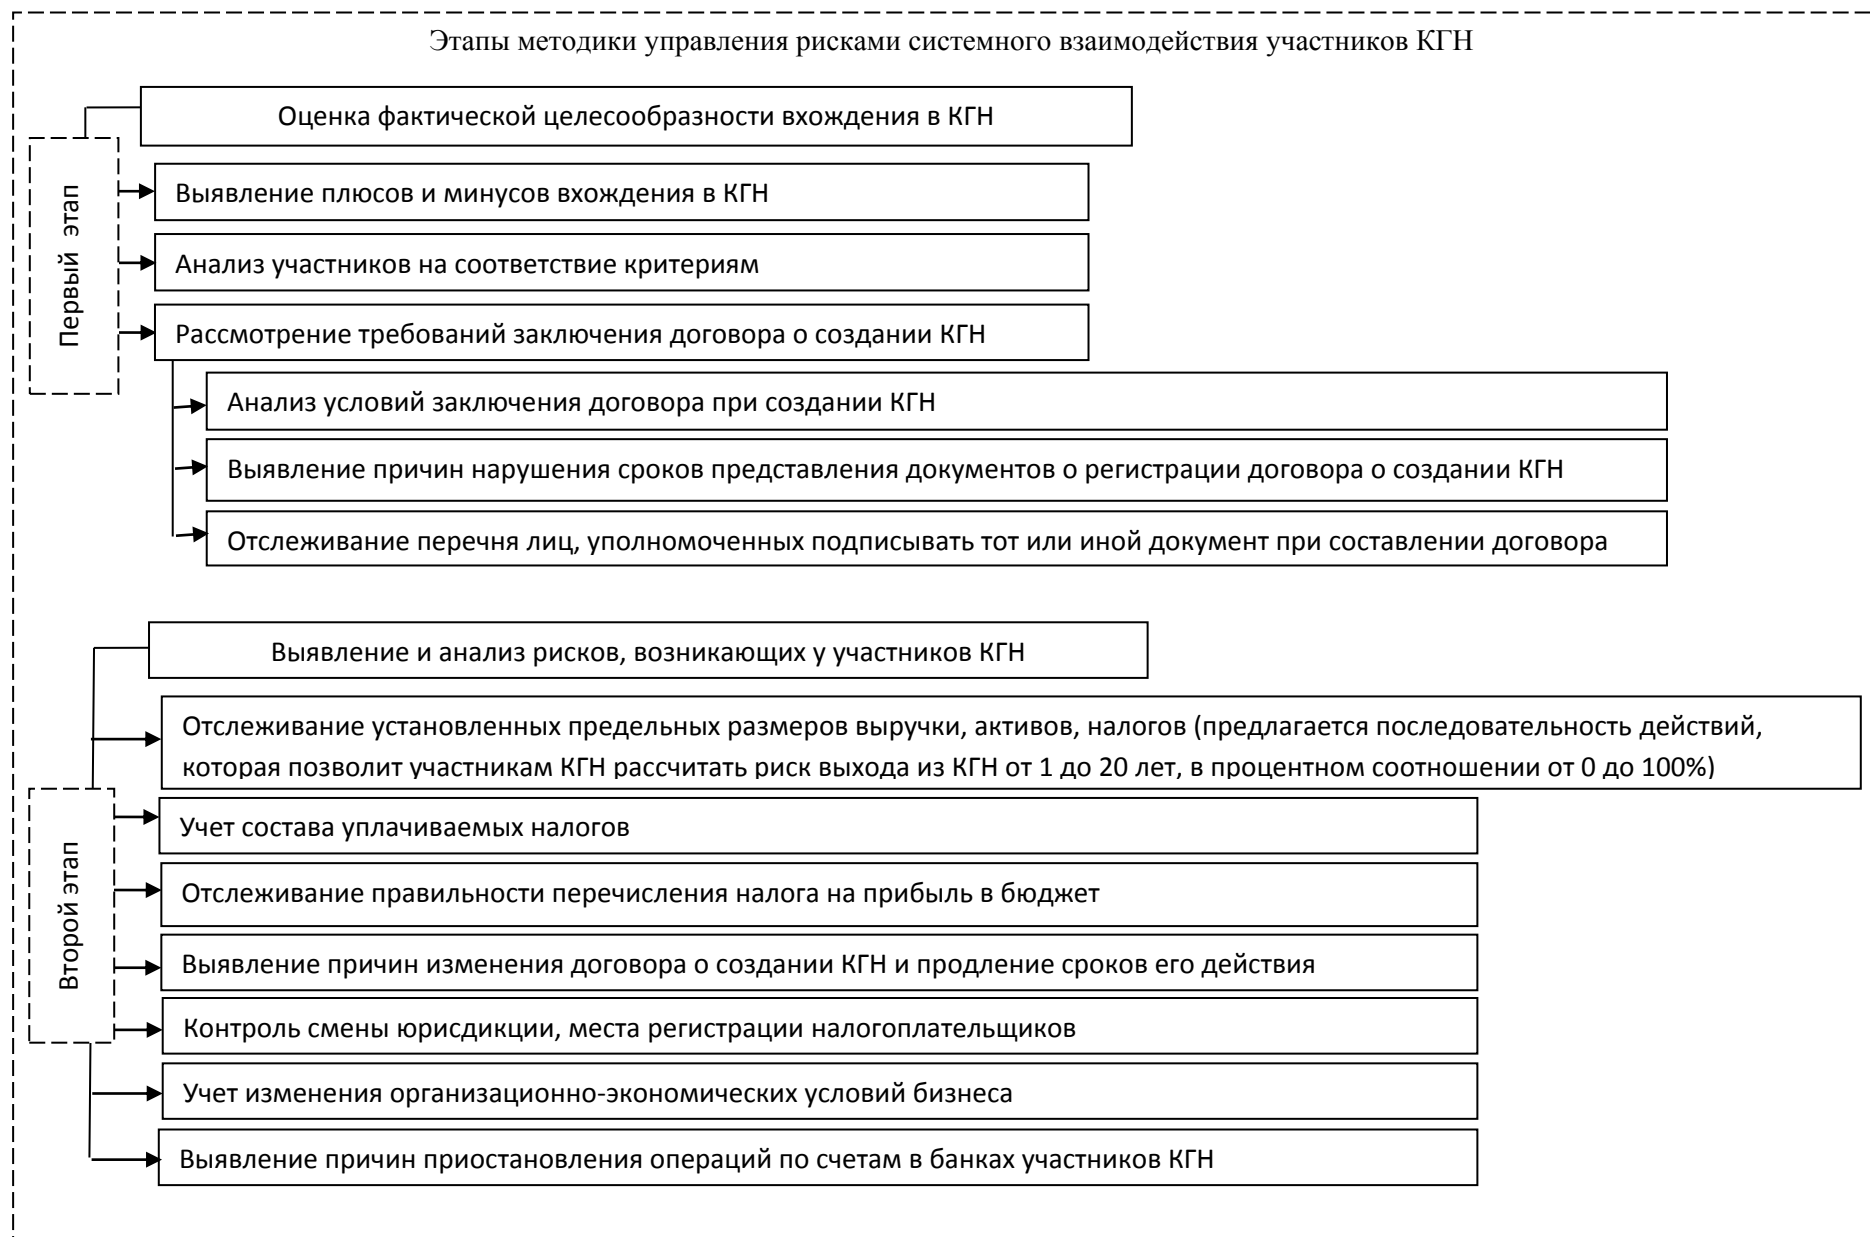 Этапы методики управления рисками системного взаимодействия участников КГН
Оценка фактической целесообразности вхождения в КГН
Первый этап
Выявление плюсов и минусов вхождения в КГН
Анализ участников на соответствие критериям
Рассмотрение требований заключения договора о создании КГН
Анализ условий заключения договора при создании КГН
Выявление причин нарушения сроков представления документов о регистрации договора о создании КГН
Отслеживание перечня лиц, уполномоченных подписывать тот или иной документ при составлении договора
Выявление и анализ рисков, возникающих у участников КГН
Второй этап
Отслеживание установленных предельных размеров выручки, активов, налогов (предлагается последовательность действий,
которая позволит участникам КГН рассчитать риск выхода из КГН от 1 до 20 лет, в процентном соотношении от 0 до 100%)
Учет состава уплачиваемых налогов
Отслеживание правильности перечисления налога на прибыль в бюджет
Выявление причин изменения договора о создании КГН и продление сроков его действия
Контроль смены юрисдикции, места регистрации налогоплательщиков
Учет изменения организационно-экономических условий бизнеса
Выявление причин приостановления операций по счетам в банках участников КГН